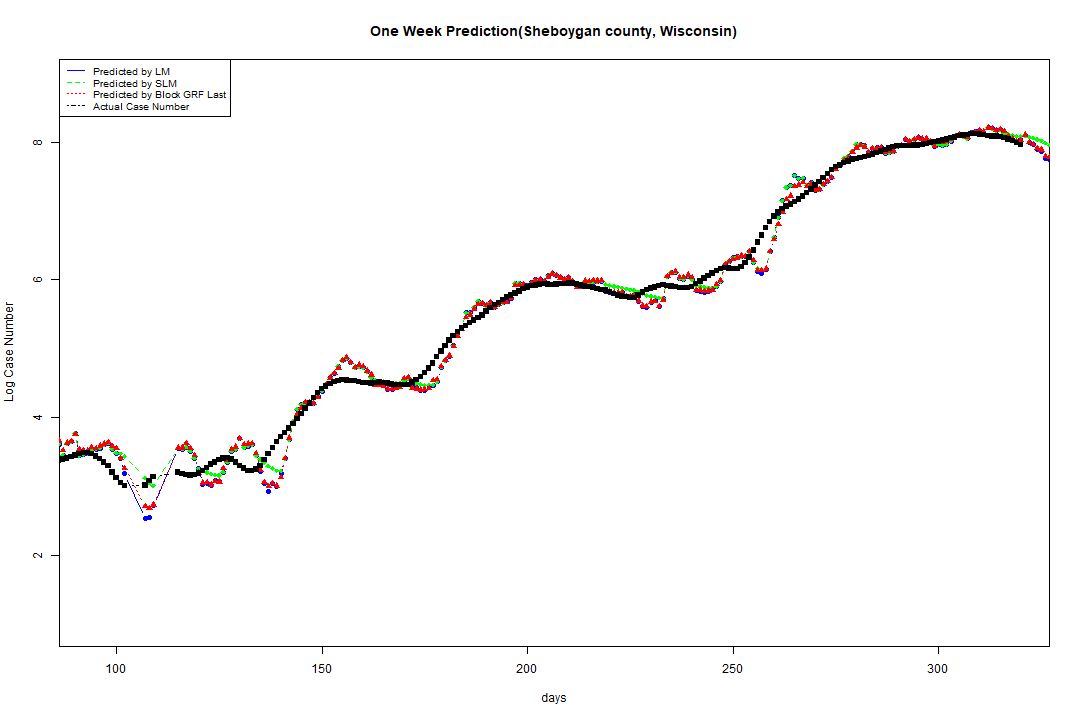 One Week Prediction(Sheboygan county, Wisconsin)
Predicted by LM
Predicted by SLM
Predicted by Block GRF Last
Actual Case Number
8
6
4
2
Log Case Number
100 150 200 250 300
days